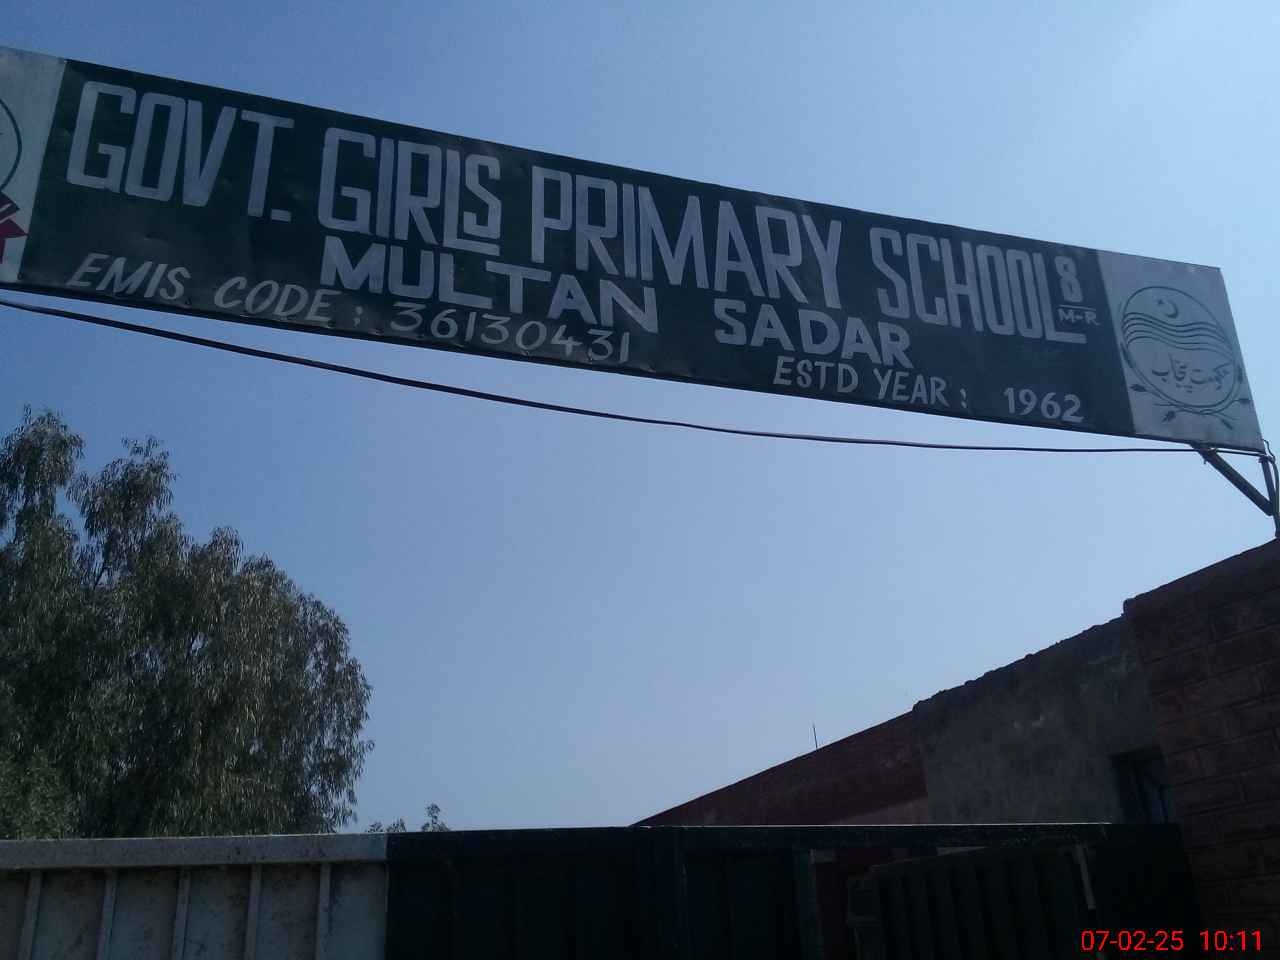 GOVT. GIRLS PRIMARY SCHOOL 8 M-R
MULTAN SADAR
EMIS CODE : 36130431
ESTD YEAR : 1962
حکومت پنجاب
07-02-25 10:11